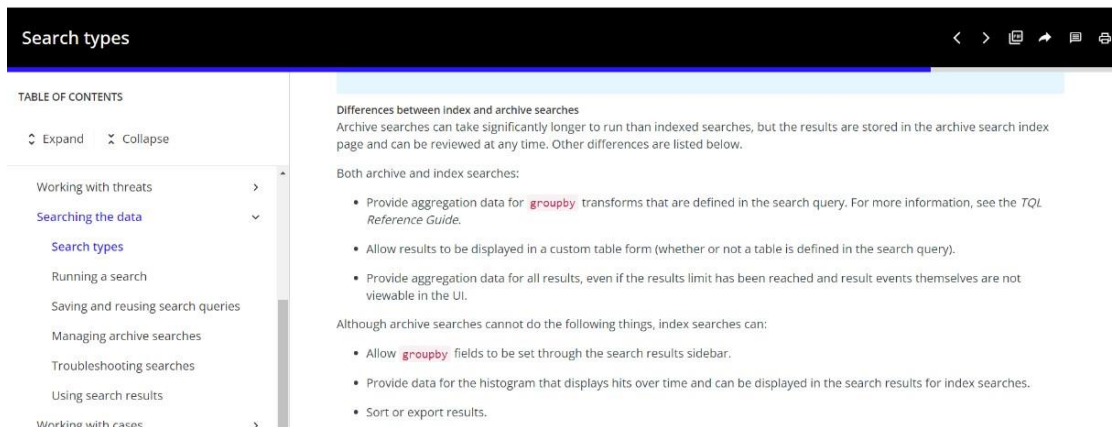 Search types
TABLE OF CONTENTS
Expand Collapse
Working with threats
Searching the data
Search types
Running a search
Saving and reusing search queries
Managing archive searches
Troubleshooting searches
Using search results
Working with cases
Differences between index and archive searches
Archive searches can take significantly longer to run than indexed searches, but the results are stored in the archive search index
page and can be reviewed at any time. Other differences are listed below.
Both archive and index searches:
• Provide aggregation data for groupby transforms that are defined in the search query. For more information, see the TQL
Reference Guide.
• Allow results to be displayed in a custom table form (whether or not a table is defined in the search query).
• Provide aggregation data for all results, even if the results limit has been reached and result events themselves are not
viewable in the UI.
Although archive searches cannot do the following things, index searches can:
• Allow groupby fields to be set through the search results sidebar.
• Provide data for the histogram that displays hits over time and can be displayed in the search results for index searches.
• Sort or export results.